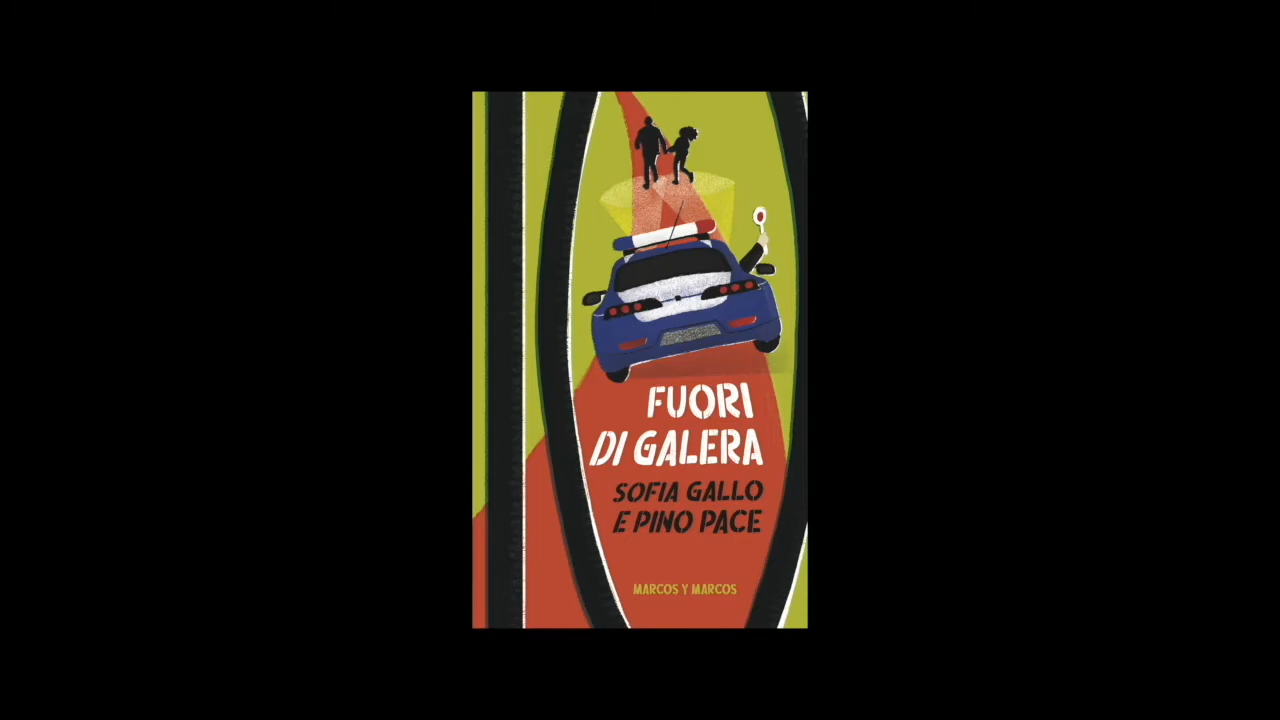 FUORI
DI GALERA
SOFIA GALLO
E PINO PACE
MARCOS Y MARCOS